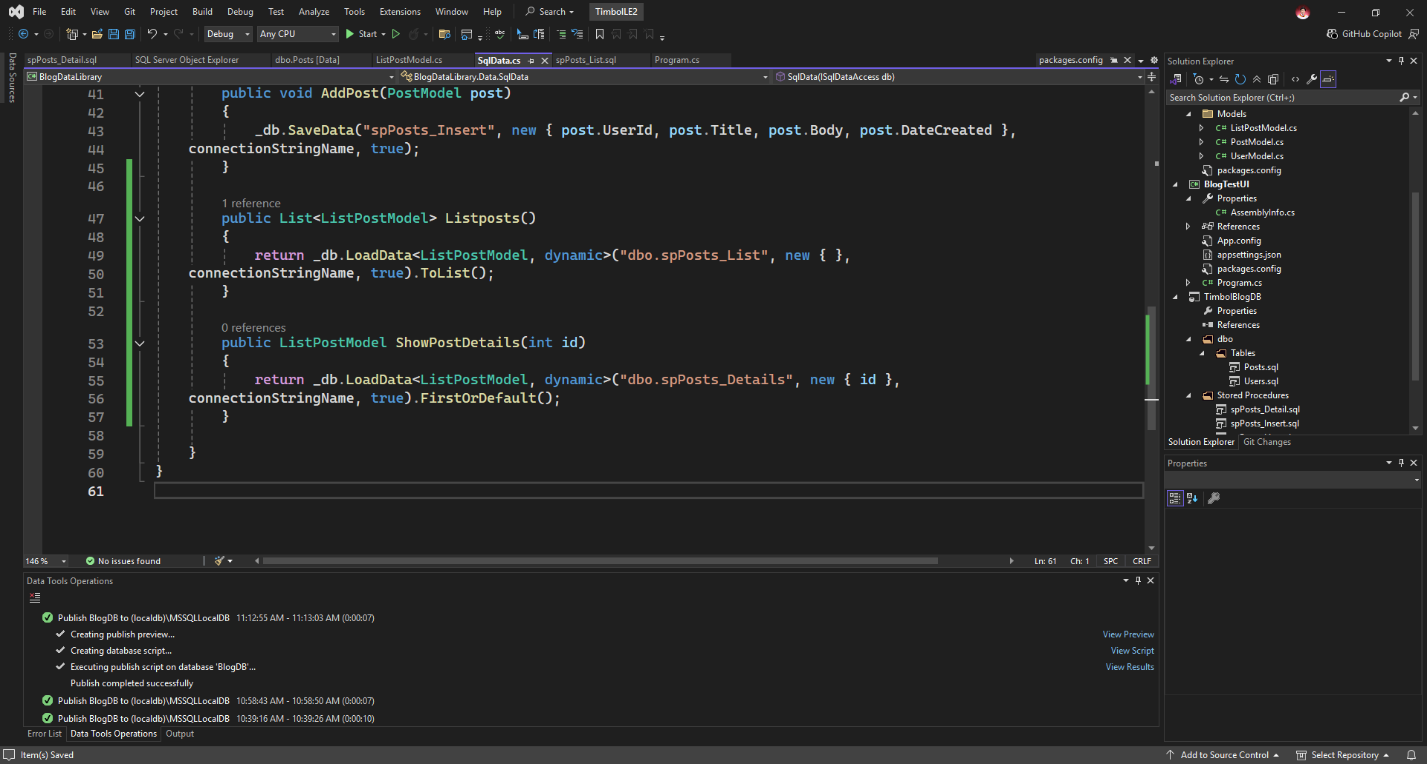 File Edit View Git Project Build Debug Test Analyze Tools Extensions Window Help Search TimbolLE2
Debug Any CPU Start GitHub Copilot
spPosts_Detail.sql SQL Server Object Explorer dbo.Posts [Data] ListPostModel.cs SqlData.cs spPosts_List.sql Program.cs packages.config
Data Sources
BlogDataLibrary BlogDataLibrary.Data.SqlData SqlData(ISqlDataAccess db)
41 public void AddPost(PostModel post)
42 {
43 _db.SaveData("spPosts_Insert", new { post.UserId, post.Title, post.Body, post.DateCreated },
44 connectionStringName, true);
45 }
46
1 reference
47 public List<ListPostModel> Listposts()
48 {
49 return _db.LoadData<ListPostModel, dynamic>("dbo.spPosts_List", new { },
50 connectionStringName, true).ToList();
51 }
52
0 references
53 public ListPostModel ShowPostDetails(int id)
54 {
55 return _db.LoadData<ListPostModel, dynamic>("dbo.spPosts_Details", new { id },
56 connectionStringName, true).FirstOrDefault();
57 }
58
59 }
60 }
61
146 % No issues found Ln: 61 Ch: 1 SPC CRLF
Data Tools Operations
Publish BlogDB to (localdb)\MSSQLLocalDB 11:12:55 AM - 11:13:03 AM (0:00:07)
Creating publish preview... View Preview
Creating database script... View Script
Executing publish script on database 'BlogDB'... View Results
Publish completed successfully
Publish BlogDB to (localdb)\MSSQLLocalDB 10:58:43 AM - 10:58:50 AM (0:00:07)
Publish BlogDB to (localdb)\MSSQLLocalDB 10:39:16 AM - 10:39:26 AM (0:00:10)
Error List Data Tools Operations Output
Solution Explorer
Search Solution Explorer (Ctrl+;)
Models
C# ListPostModel.cs
C# PostModel.cs
C# UserModel.cs
packages.config
C# BlogTestUI
Properties
C# AssemblyInfo.cs
References
App.config
appsettings.json
packages.config
C# Program.cs
TimbolBlogDB
Properties
References
dbo
Tables
Posts.sql
Users.sql
Stored Procedures
spPosts_Detail.sql
spPosts_Insert.sql
Solution Explorer Git Changes
Properties
Item(s) Saved Add to Source Control Select Repository